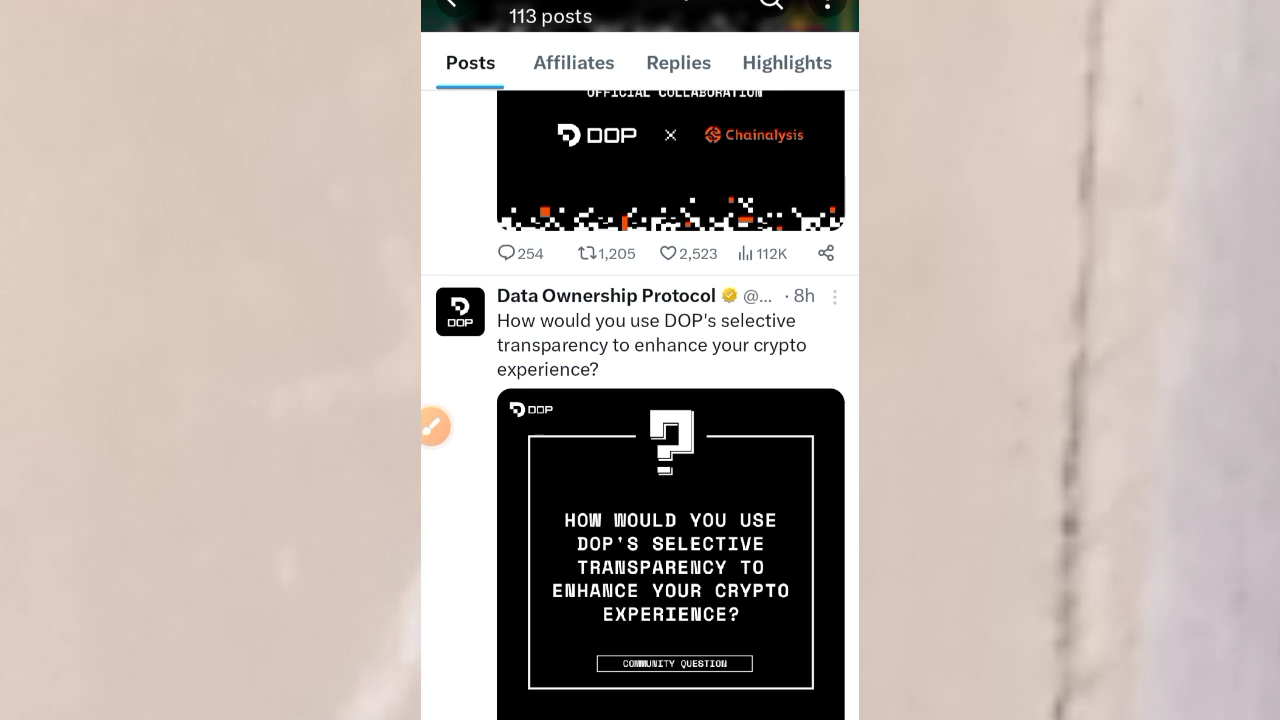 113 posts
Posts Affiliates Replies Highlights
OFFICIAL COLLABORATION
DOP Chainalysis
254 1,205 2,523 112K
Data Ownership Protocol @... · 8h
DOP
How would you use DOP's selective
transparency to enhance your crypto
experience?
DOP
HOW WOULD YOU USE
DOP'S SELECTIVE
TRANSPARENCY TO
ENHANCE YOUR CRYPTO
EXPERIENCE?
COMMUNITY QUESTION